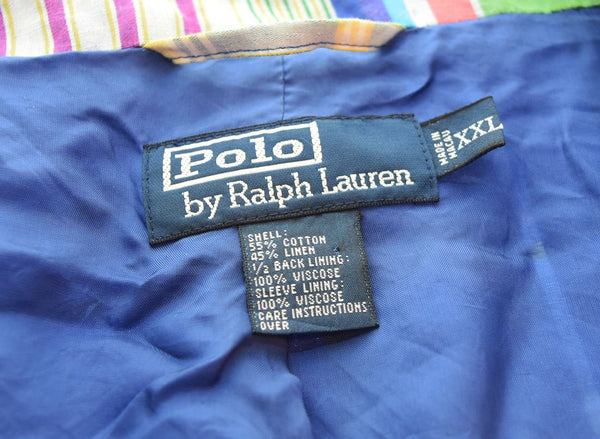 Polo
by Ralph Lauren
MADE IN
MACAU
XXL
SHELL:
55% COTTON
45% LINEN
1/2 BACK LINING:
100% VISCOSE
SLEEVE LINING:
100% VISCOSE
CARE INSTRUCTIONS
OVER